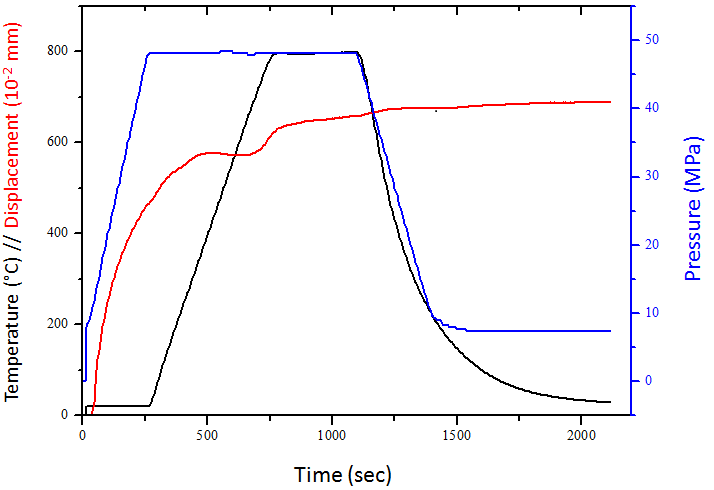 Temperature (°C) // Displacement (10-2 mm)
800
600
400
200
0
50
40
30
20
10
0
Pressure (MPa)
0 500 1000 1500 2000
Time (sec)